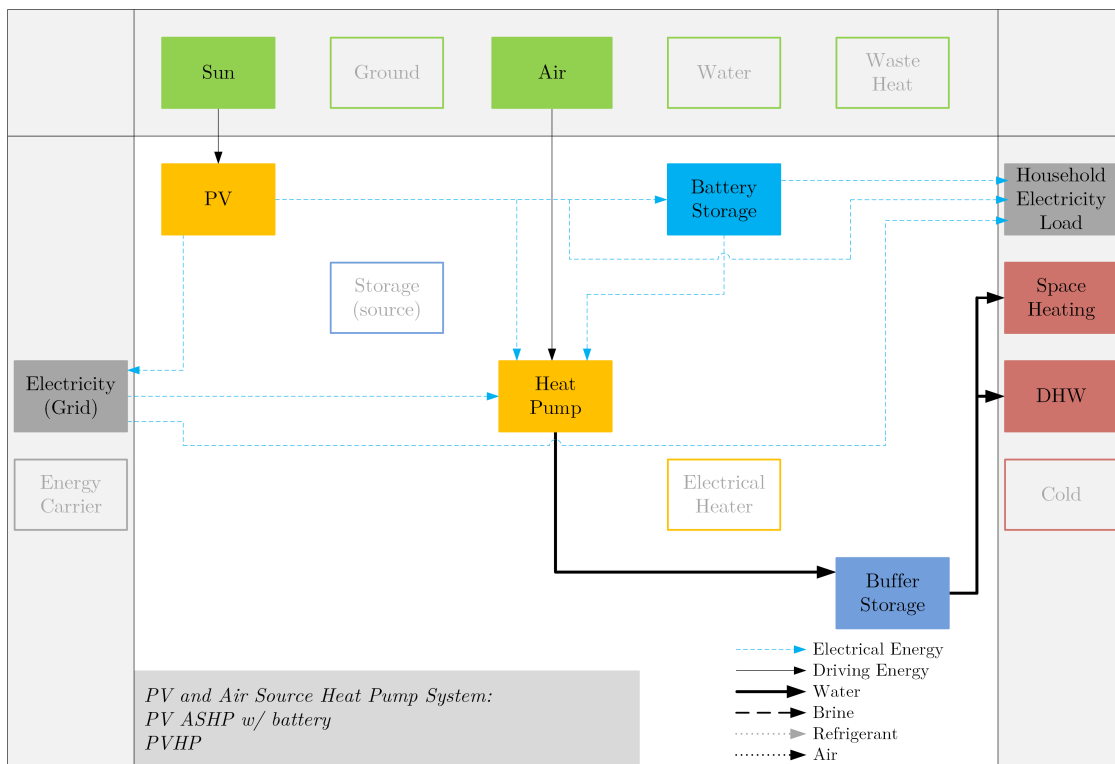 Sun
Ground
Air
Water
Waste
Heat
PV
Battery
Storage
Household
Electricity
Load
Storage
(source)
Space
Heating
Electricity
(Grid)
Heat
Pump
DHW
Energy
Carrier
Electrical
Heater
Cold
Buffer
Storage
Electrical Energy
Driving Energy
Water
Brine
Refrigerant
Air
PV and Air Source Heat Pump System:
PV ASHP w/ battery
PVHP